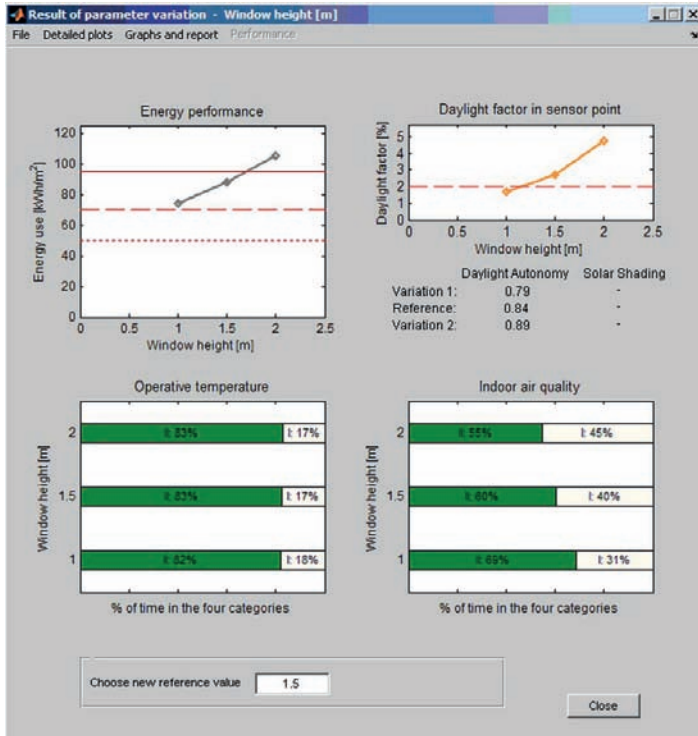 Result of parameter variation - Window height [m]
File Detailed plots Graphs and report Performance
Energy performance
120
100
80
60
40
20
0
Energy use [kWh/m²]
0 0.5 1 1.5 2 2.5
Window height [m]
Daylight factor in sensor point
5
4
3
2
1
0
Daylight factor [%]
0 0.5 1 1.5 2 2.5
Window height [m]
Daylight Autonomy Solar Shading
Variation 1: 0.79 -
Reference: 0.84 -
Variation 2: 0.89 -
Operative temperature
Window height [m]
2 I: 83% I: 17%
1.5 I: 83% I: 17%
1 I: 82% I: 18%
% of time in the four categories
Indoor air quality
Window height [m]
2 I: 55% I: 45%
1.5 I: 60% I: 40%
1 I: 69% I: 31%
% of time in the four categories
Choose new reference value 1.5
Close